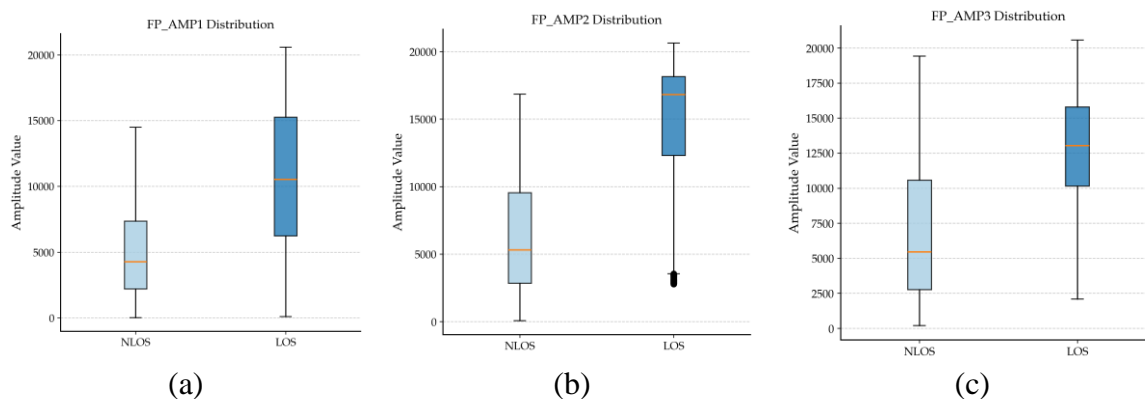 FP_AMP1 Distribution
Amplitude Value
20000
15000
10000
5000
0
NLOS
LOS
(a)
FP_AMP2 Distribution
Amplitude Value
20000
15000
10000
5000
0
NLOS
LOS
(b)
FP_AMP3 Distribution
Amplitude Value
20000
17500
15000
12500
10000
7500
5000
2500
0
NLOS
LOS
(c)